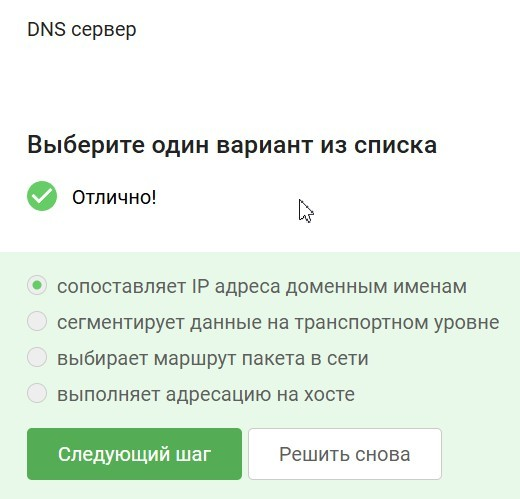 DNS сервер
Выберите один вариант из списка
Отлично!
сопоставляет IP адреса доменным именам
сегментирует данные на транспортном уровне
выбирает маршрут пакета в сети
выполняет адресацию на хосте
Следующий шаг
Решить снова